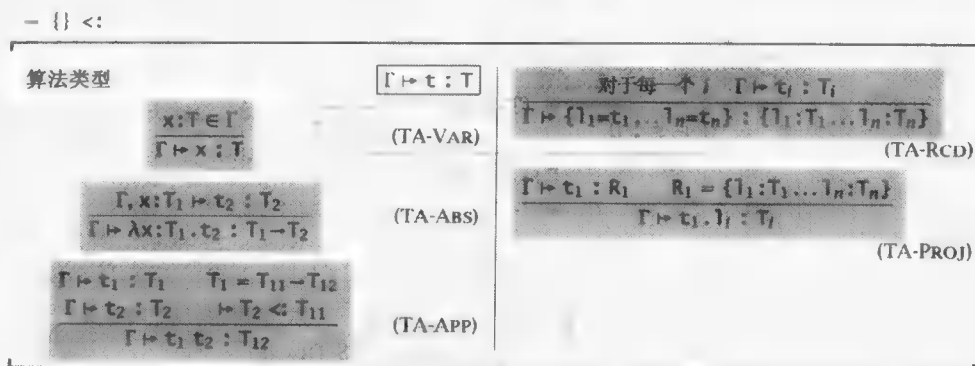 → {} <:
算法类型
Γ ↦ t : T
x:T ∈ Γ
Γ ↦ x : T
(TA-VAR)
Γ, x:T₁ ↦ t₂ : T₂
Γ ↦ λx:T₁.t₂ : T₁→T₂
(TA-ABS)
Γ ↦ t₁ : T₁ T₁ = T₁₁→T₁₂
Γ ↦ t₂ : T₂ ↦ T₂ <: T₁₁
Γ ↦ t₁ t₂ : T₁₂
(TA-APP)
对于每一个 i Γ ↦ tᵢ : Tᵢ
Γ ↦ {l₁=t₁...lₙ=tₙ} : {l₁:T₁...lₙ:Tₙ}
(TA-RCD)
Γ ↦ t₁ : R₁ R₁ = {l₁:T₁...lₙ:Tₙ}
Γ ↦ t₁.lᵢ : Tᵢ
(TA-PROJ)